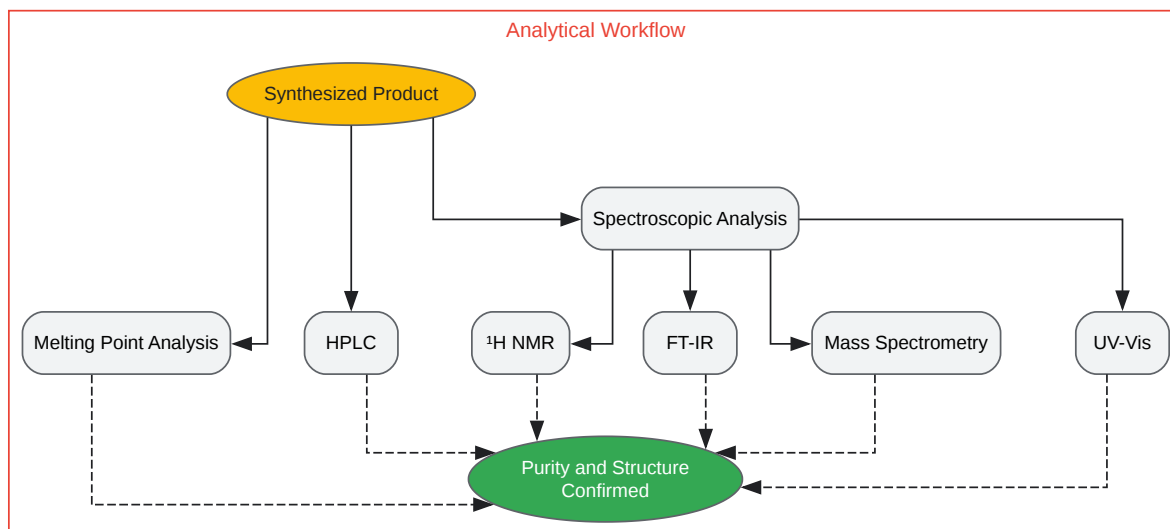 Analytical Workflow
Synthesized Product
Spectroscopic Analysis
Melting Point Analysis
HPLC
¹H NMR
FT-IR
Mass Spectrometry
UV-Vis
Purity and Structure
Confirmed